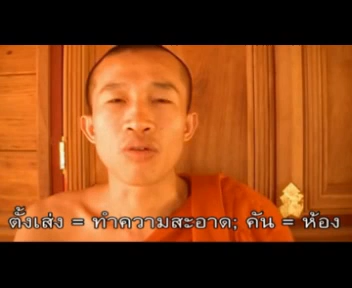 ตั้งเส่ง = ทำความสะอาด; คัน = ห้อง